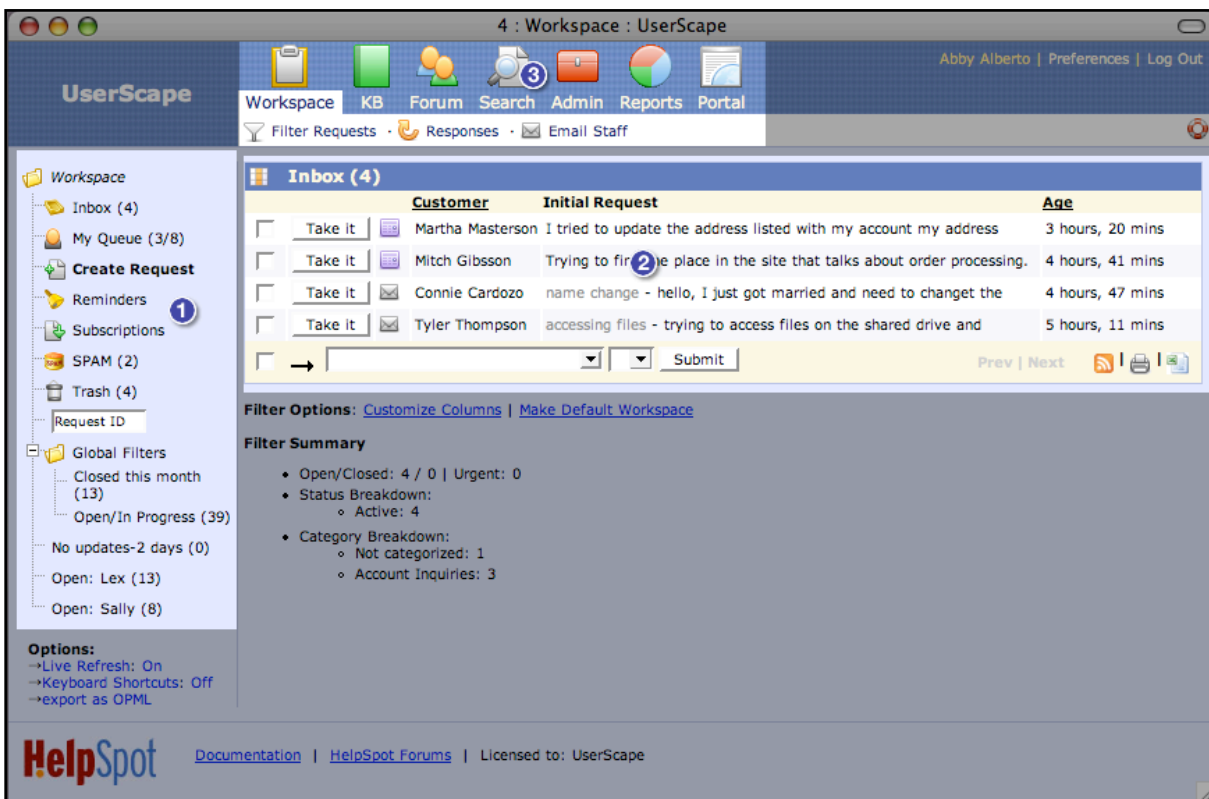 4 : Workspace : UserScape
Abby Alberto | Preferences | Log Out
UserScape
Workspace KB Forum Search Admin Reports Portal
3
Filter Requests · Responses · Email Staff
Workspace
Inbox (4)
My Queue (3/8)
Create Request
Reminders
1
Subscriptions
SPAM (2)
Trash (4)
Request ID
Global Filters
Closed this month
(13)
Open/In Progress (39)
No updates-2 days (0)
Open: Lex (13)
Open: Sally (8)
Options:
→Live Refresh: On
→Keyboard Shortcuts: Off
→export as OPML
Inbox (4)
Customer Initial Request Age
Take it Martha Masterson I tried to update the address listed with my account my address 3 hours, 20 mins
Take it Mitch Gibsson Trying to place in the site that talks about order processing. 4 hours, 41 mins
2
Take it Connie Cardozo name change - hello, I just got married and need to changet the 4 hours, 47 mins
Take it Tyler Thompson accessing files - trying to access files on the shared drive and 5 hours, 11 mins
→ Submit Prev | Next
Filter Options: Customize Columns | Make Default Workspace
Filter Summary
• Open/Closed: 4 / 0 | Urgent: 0
• Status Breakdown:
◦ Active: 4
• Category Breakdown:
◦ Not categorized: 1
◦ Account Inquiries: 3
HelpSpot
Documentation | HelpSpot Forums | Licensed to: UserScape